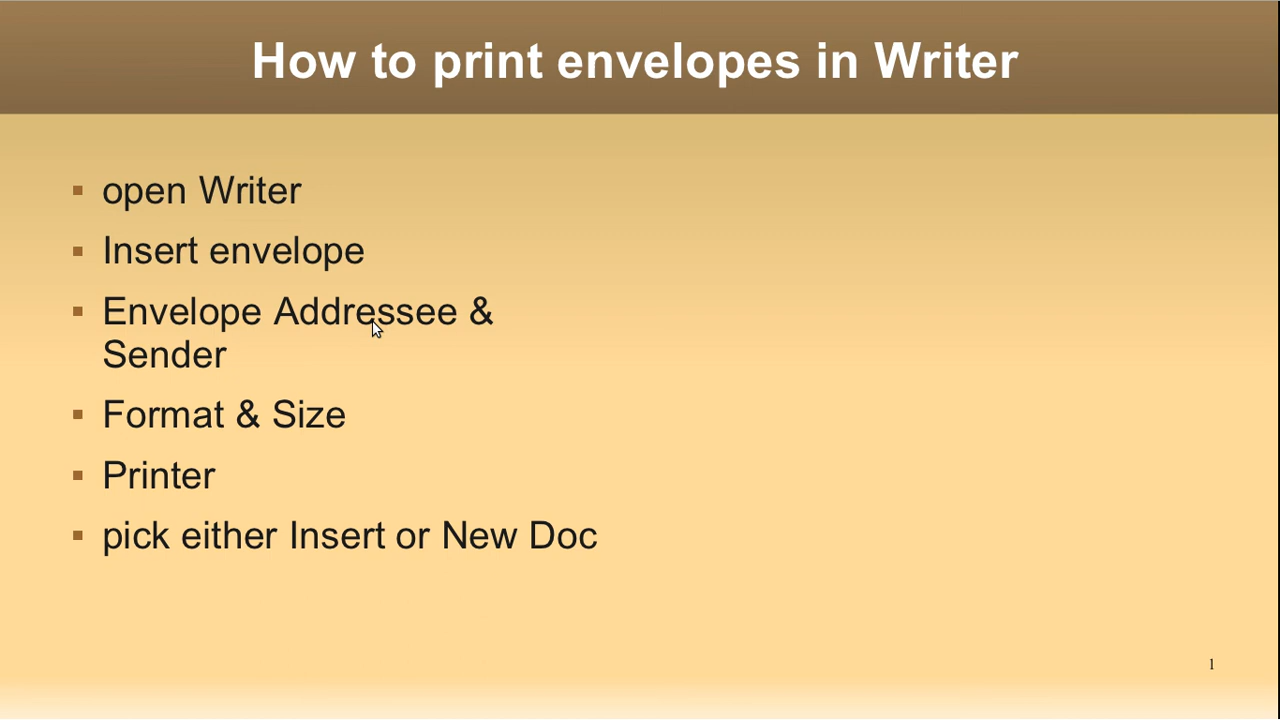 How to print envelopes in Writer
open Writer
Insert envelope
Envelope Addressee &
Sender
Format & Size
Printer
pick either Insert or New Doc
1